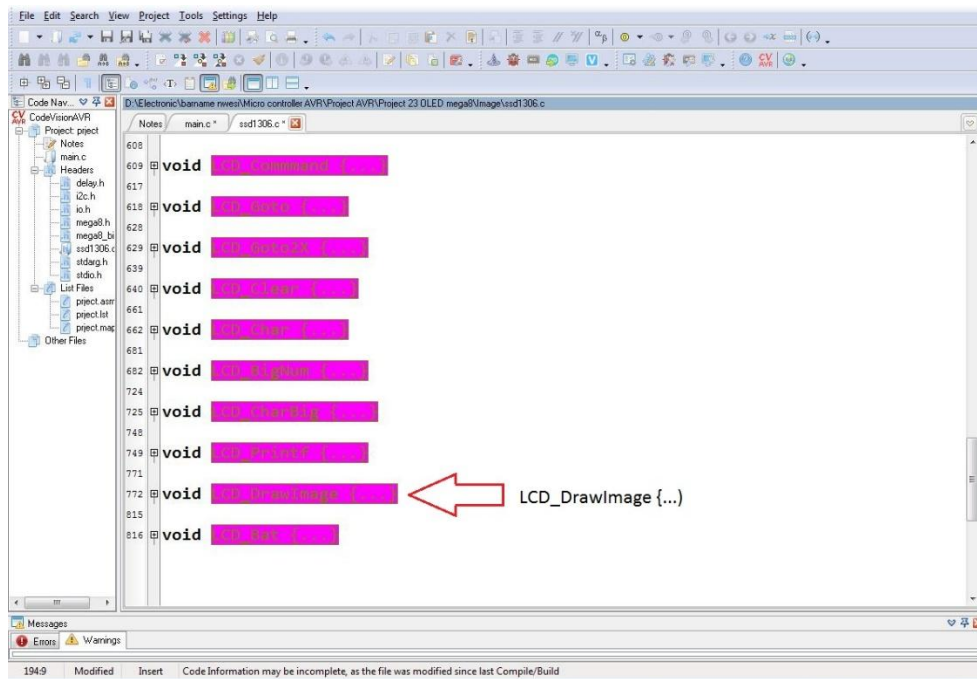 File Edit Search View Project Tools Settings Help
Code Nav...
D:\Electronic\barname nwesi\Micro controller AVR\Project AVR\Project 23 OLED mega8\Image\ssd1306.c
CodeVisionAVR
Notes main.c * ssd1306.c *
Project: prject
Notes
main.c
Headers
delay.h
i2c.h
io.h
mega8.h
mega8_bi
ssd1306.c
stdarg.h
stdio.h
List Files
prject.asm
prject.lst
prject.map
Other Files
608
609 void LCD_Commmand {...}
617
618 void LCD_Goto {...}
628
629 void LCD_Goto2X {...}
639
640 void LCD_Clear {...}
661
662 void LCD_Char {...}
681
682 void LCD_BigNum {...}
724
725 void LCD_CharBig {...}
748
749 void LCD_Printf {...}
771
772 void LCD_DrawImage {...} LCD_DrawImage {...)
815
816 void LCD_Bat {...}
Messages
Errors Warnings
194:9 Modified Insert Code Information may be incomplete, as the file was modified since last Compile/Build